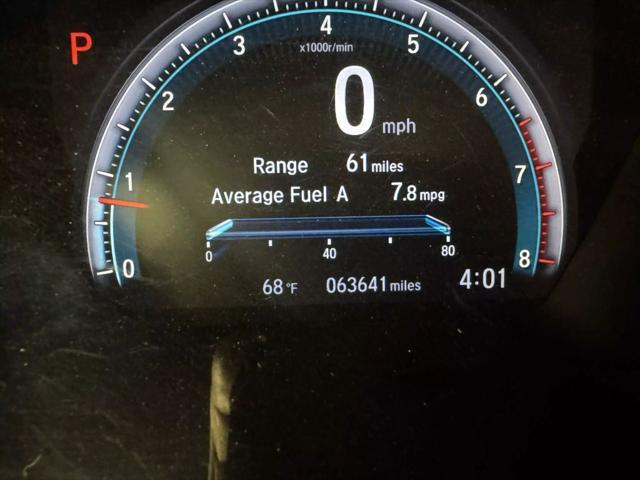 P
4
3 5
x1000r/min
2 6
0 mph
Range 61 miles
1 7
Average Fuel A 7.8 mpg
0 40 80
0 8
68 °F 063641 miles 4:01